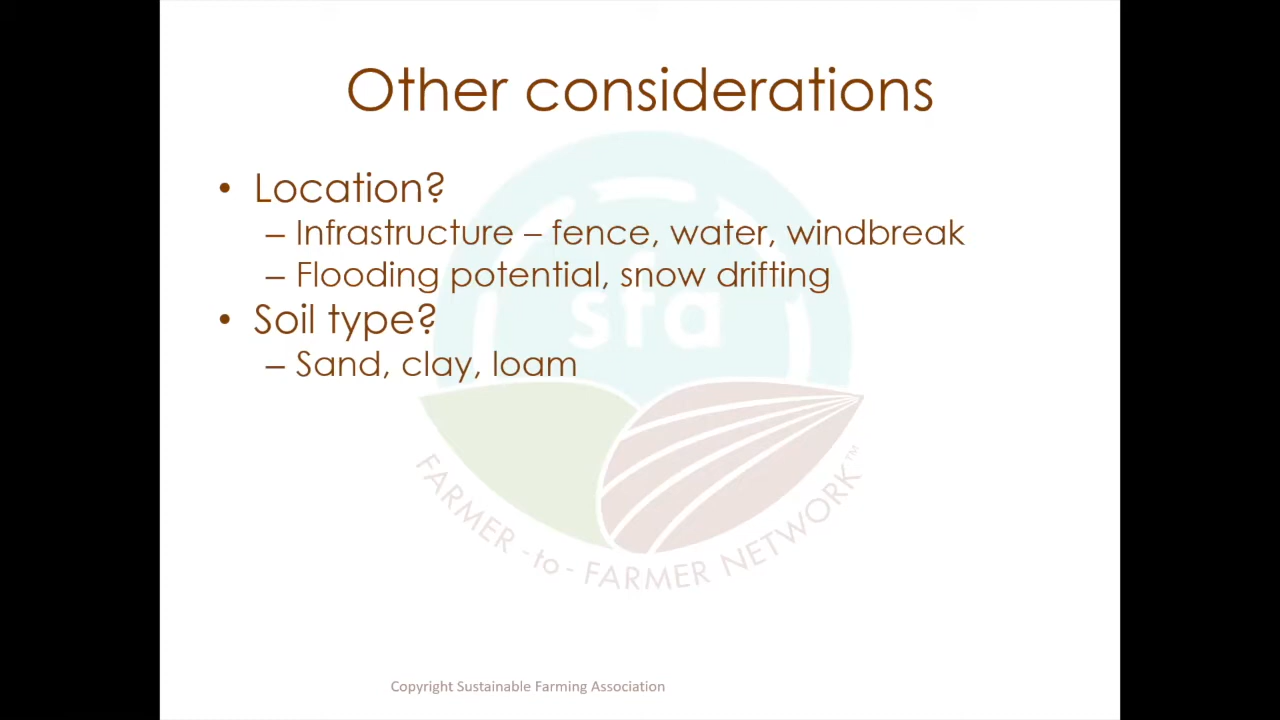 Other considerations
• Location?
– Infrastructure – fence, water, windbreak
– Flooding potential, snow drifting
sfa
• Soil type?
– Sand, clay, loam
FARMER -to- FARMER NETWORK™
Copyright Sustainable Farming Association